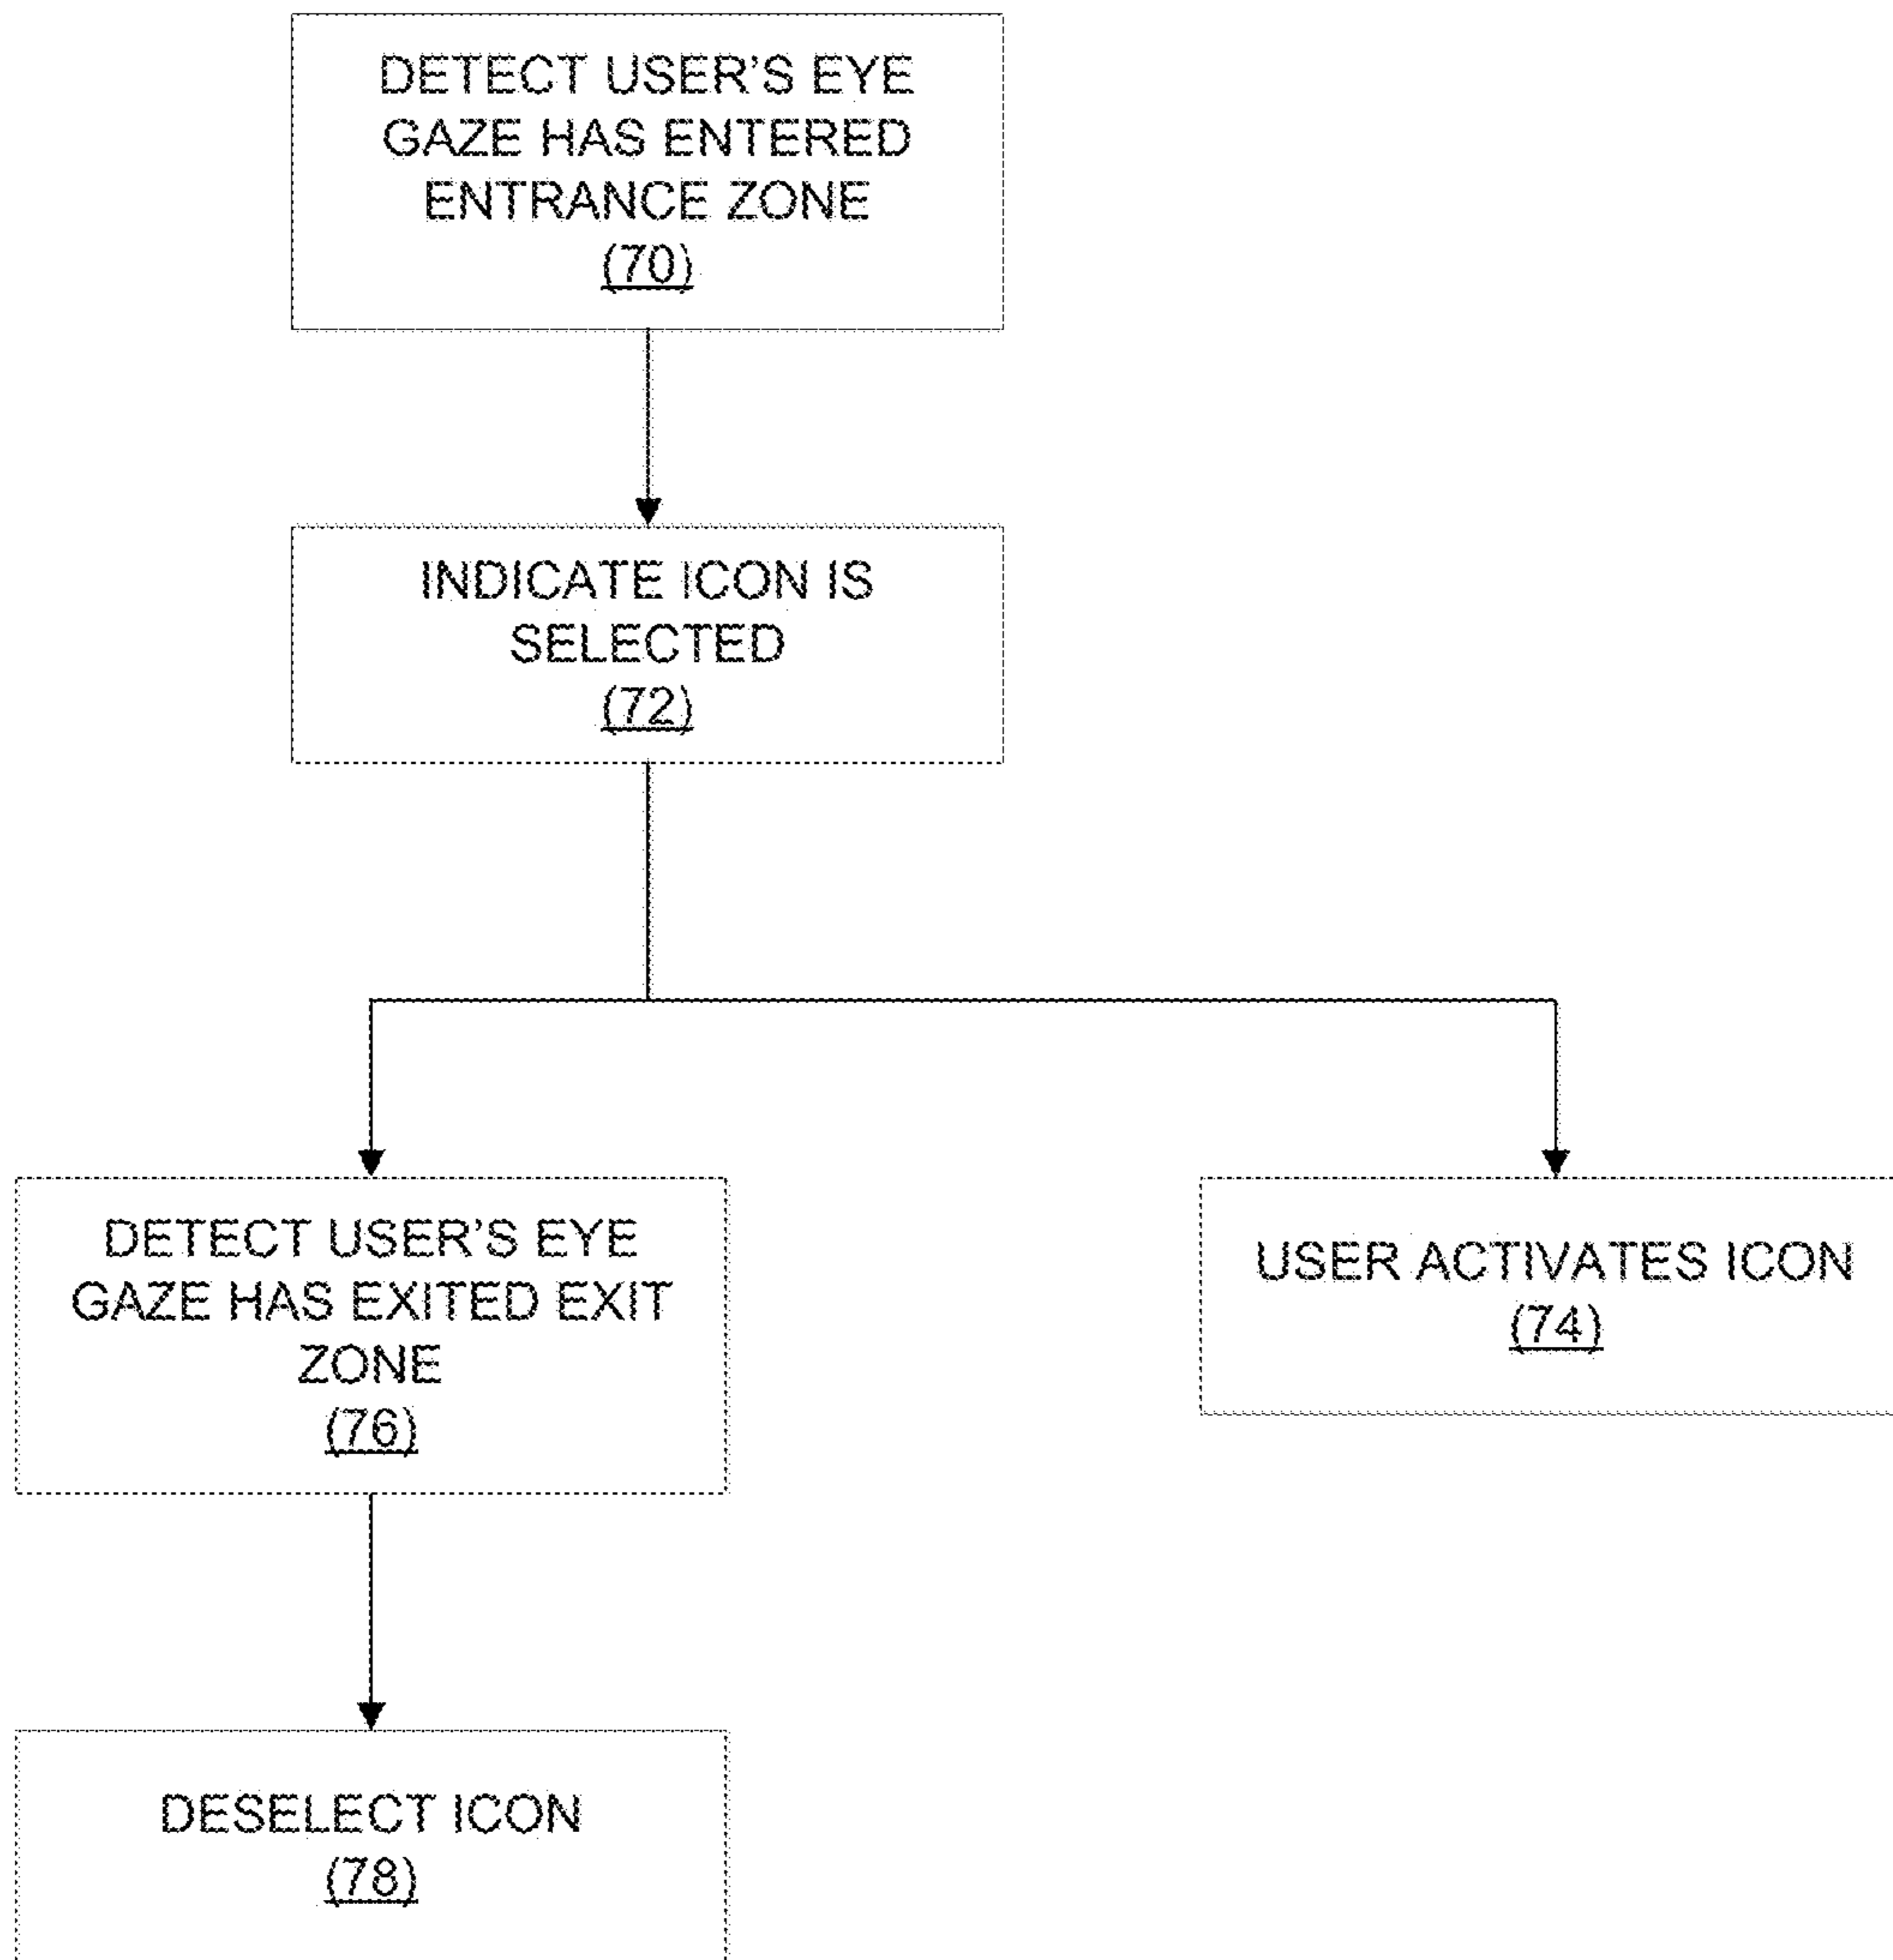 DETECT USER'S EYE
GAZE HAS ENTERED
ENTRANCE ZONE
(70)
INDICATE ICON IS
SELECTED
(72)
DETECT USER'S EYE
GAZE HAS EXITED EXIT
ZONE
(76)
USER ACTIVATES ICON
(74)
DESELECT ICON
(78)